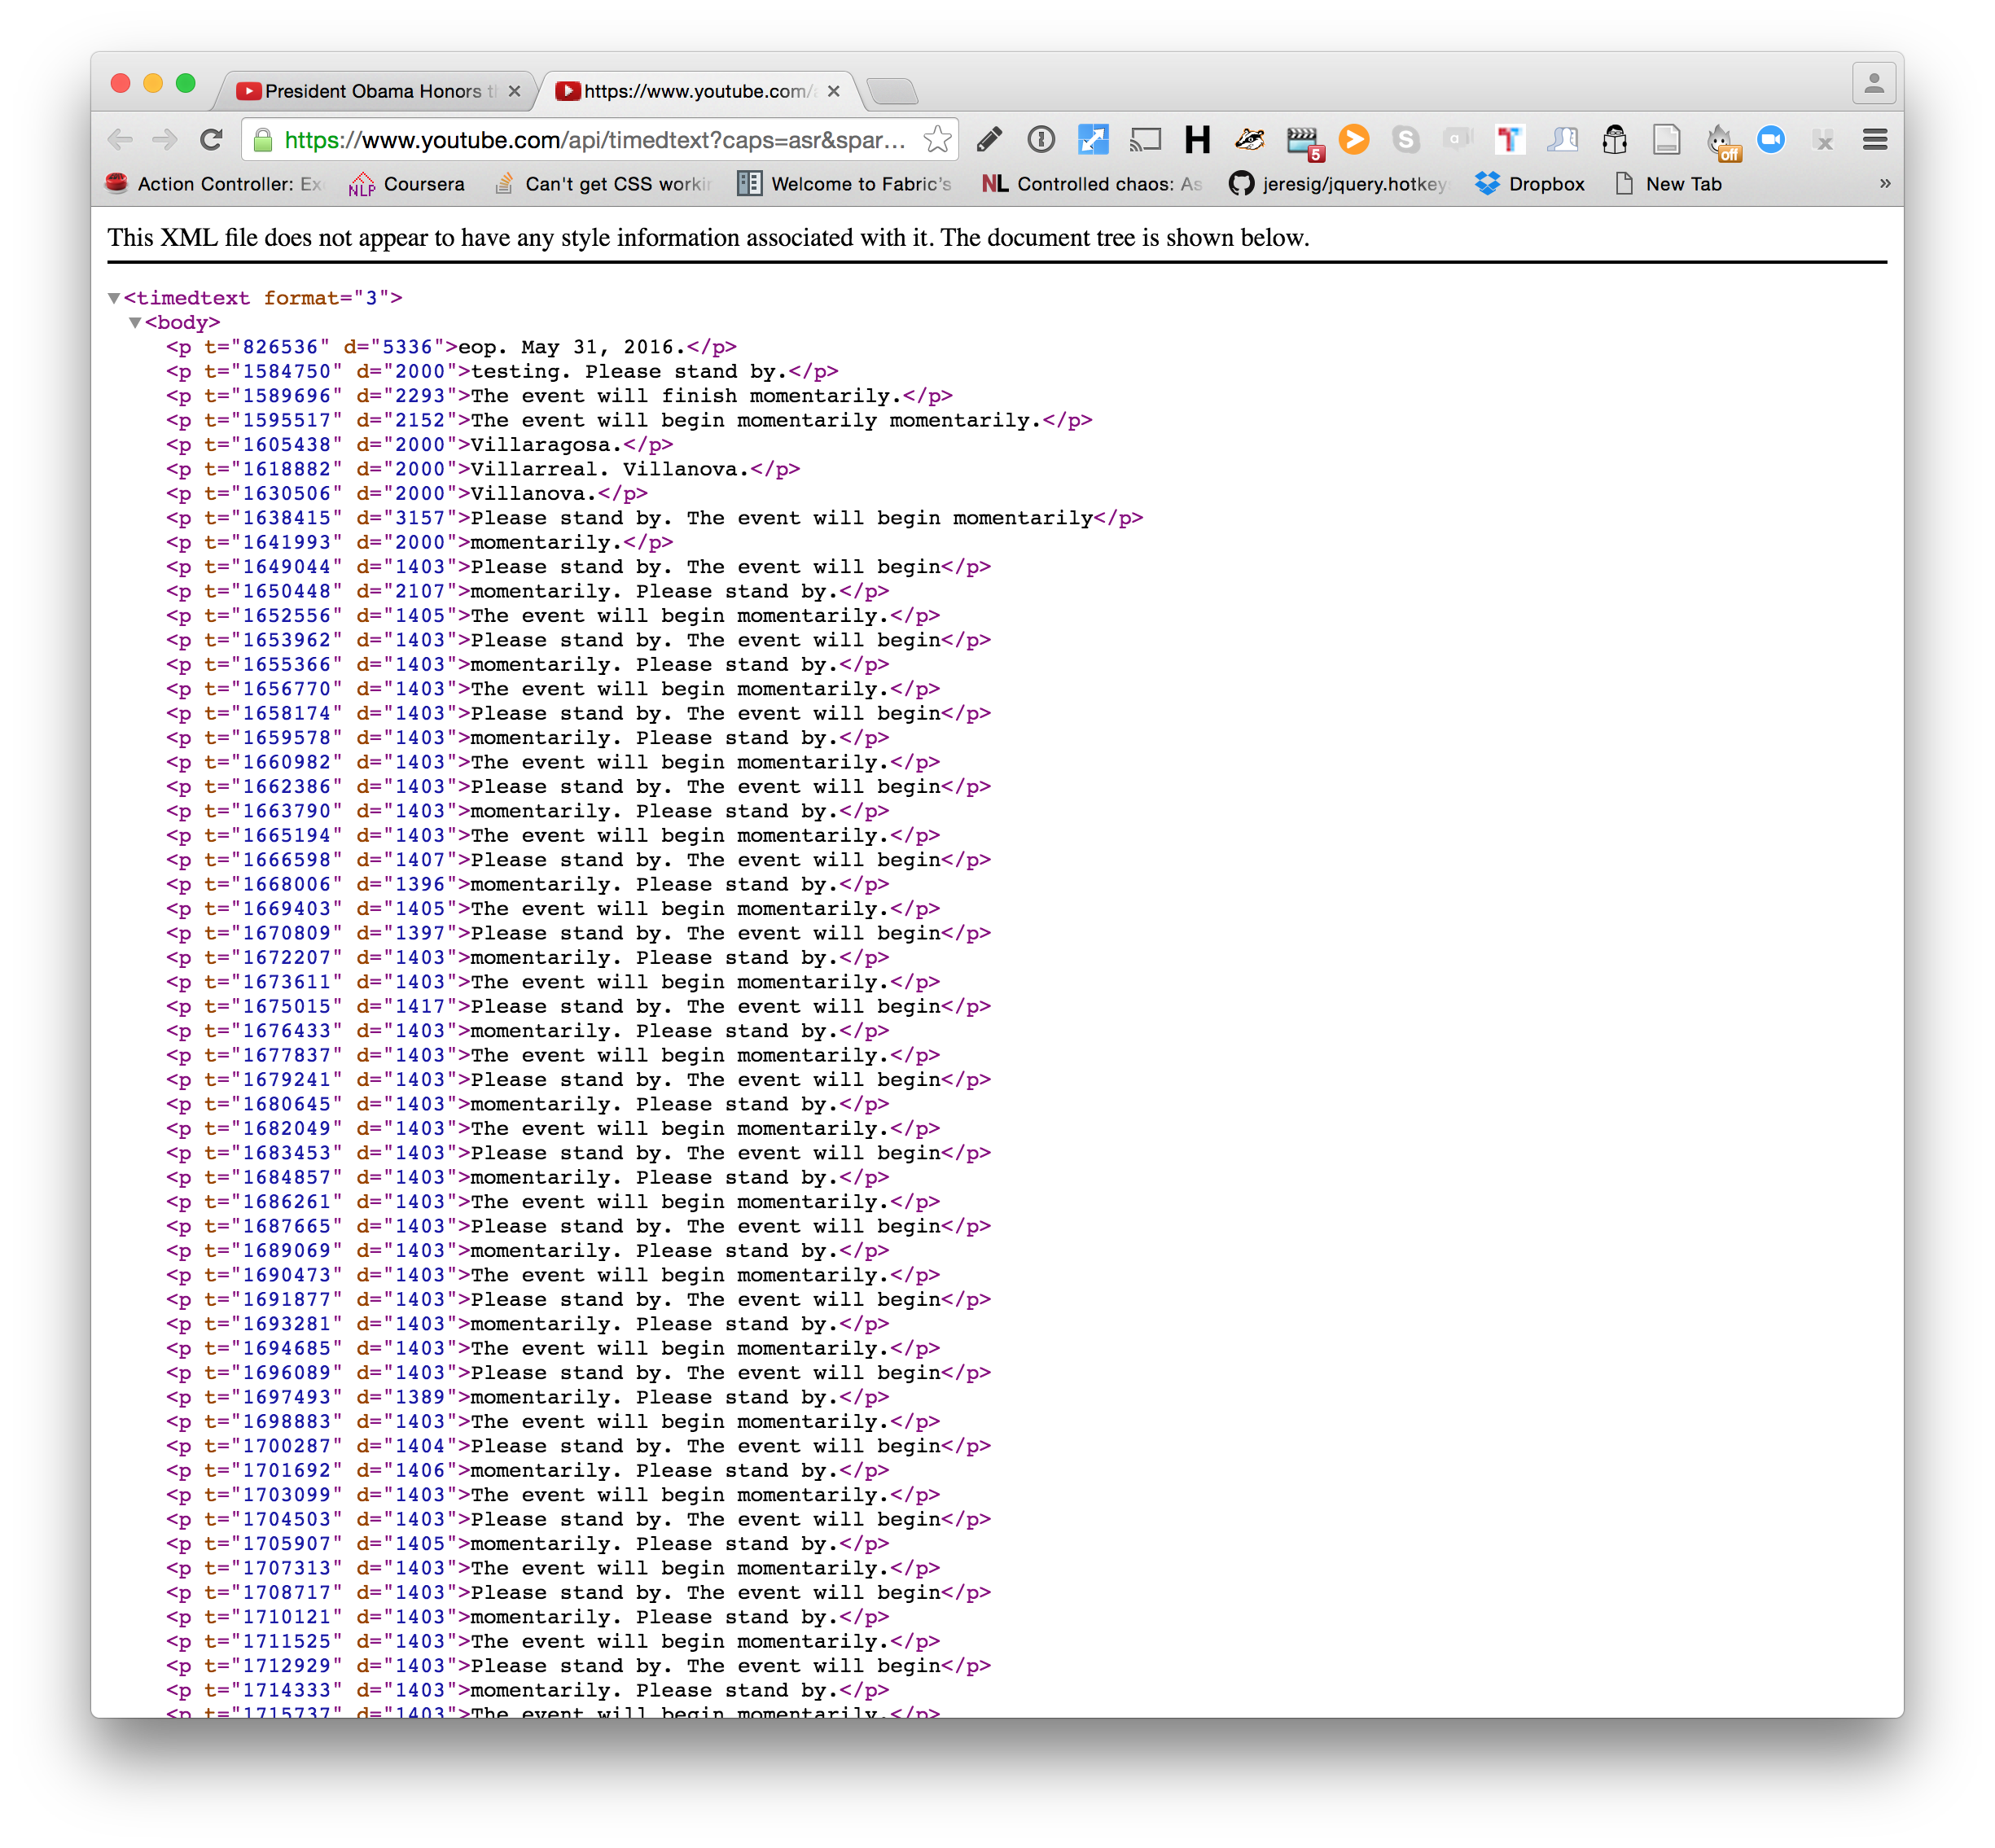 President Obama Honors t
https://www.youtube.com/
https://www.youtube.com/api/timedtext?caps=asr&spar...
H
5
S
a
T
off
x
Action Controller: Ex
NLP
Coursera
Can't get CSS workin
Welcome to Fabric's
NL
Controlled chaos: As
jeresig/jquery.hotkey
Dropbox
New Tab
»
This XML file does not appear to have any style information associated with it. The document tree is shown below.
▼<timedtext format="3">
▼<body>
<p t="826536" d="5336">eop. May 31, 2016.</p>
<p t="1584750" d="2000">testing. Please stand by.</p>
<p t="1589696" d="2293">The event will finish momentarily.</p>
<p t="1595517" d="2152">The event will begin momentarily momentarily.</p>
<p t="1605438" d="2000">Villaragosa.</p>
<p t="1618882" d="2000">Villarreal. Villanova.</p>
<p t="1630506" d="2000">Villanova.</p>
<p t="1638415" d="3157">Please stand by. The event will begin momentarily</p>
<p t="1641993" d="2000">momentarily.</p>
<p t="1649044" d="1403">Please stand by. The event will begin</p>
<p t="1650448" d="2107">momentarily. Please stand by.</p>
<p t="1652556" d="1405">The event will begin momentarily.</p>
<p t="1653962" d="1403">Please stand by. The event will begin</p>
<p t="1655366" d="1403">momentarily. Please stand by.</p>
<p t="1656770" d="1403">The event will begin momentarily.</p>
<p t="1658174" d="1403">Please stand by. The event will begin</p>
<p t="1659578" d="1403">momentarily. Please stand by.</p>
<p t="1660982" d="1403">The event will begin momentarily.</p>
<p t="1662386" d="1403">Please stand by. The event will begin</p>
<p t="1663790" d="1403">momentarily. Please stand by.</p>
<p t="1665194" d="1403">The event will begin momentarily.</p>
<p t="1666598" d="1407">Please stand by. The event will begin</p>
<p t="1668006" d="1396">momentarily. Please stand by.</p>
<p t="1669403" d="1405">The event will begin momentarily.</p>
<p t="1670809" d="1397">Please stand by. The event will begin</p>
<p t="1672207" d="1403">momentarily. Please stand by.</p>
<p t="1673611" d="1403">The event will begin momentarily.</p>
<p t="1675015" d="1417">Please stand by. The event will begin</p>
<p t="1676433" d="1403">momentarily. Please stand by.</p>
<p t="1677837" d="1403">The event will begin momentarily.</p>
<p t="1679241" d="1403">Please stand by. The event will begin</p>
<p t="1680645" d="1403">momentarily. Please stand by.</p>
<p t="1682049" d="1403">The event will begin momentarily.</p>
<p t="1683453" d="1403">Please stand by. The event will begin</p>
<p t="1684857" d="1403">momentarily. Please stand by.</p>
<p t="1686261" d="1403">The event will begin momentarily.</p>
<p t="1687665" d="1403">Please stand by. The event will begin</p>
<p t="1689069" d="1403">momentarily. Please stand by.</p>
<p t="1690473" d="1403">The event will begin momentarily.</p>
<p t="1691877" d="1403">Please stand by. The event will begin</p>
<p t="1693281" d="1403">momentarily. Please stand by.</p>
<p t="1694685" d="1403">The event will begin momentarily.</p>
<p t="1696089" d="1403">Please stand by. The event will begin</p>
<p t="1697493" d="1389">momentarily. Please stand by.</p>
<p t="1698883" d="1403">The event will begin momentarily.</p>
<p t="1700287" d="1404">Please stand by. The event will begin</p>
<p t="1701692" d="1406">momentarily. Please stand by.</p>
<p t="1703099" d="1403">The event will begin momentarily.</p>
<p t="1704503" d="1403">Please stand by. The event will begin</p>
<p t="1705907" d="1405">momentarily. Please stand by.</p>
<p t="1707313" d="1403">The event will begin momentarily.</p>
<p t="1708717" d="1403">Please stand by. The event will begin</p>
<p t="1710121" d="1403">momentarily. Please stand by.</p>
<p t="1711525" d="1403">The event will begin momentarily.</p>
<p t="1712929" d="1403">Please stand by. The event will begin</p>
<p t="1714333" d="1403">momentarily. Please stand by.</p>
<p t="1715737" d="1403">The event will begin momentarily.</p>